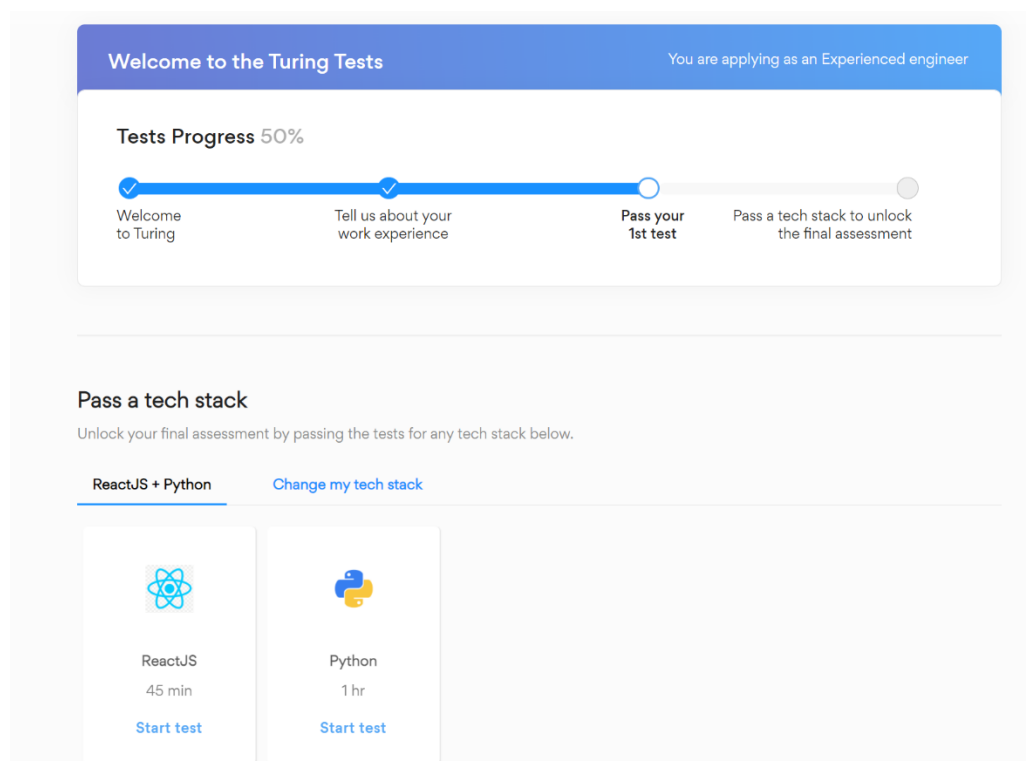 Welcome to the Turing Tests
You are applying as an Experienced engineer
Tests Progress 50%
Welcome
to Turing
Tell us about your
work experience
Pass your
1st test
Pass a tech stack to unlock
the final assessment
Pass a tech stack
Unlock your final assessment by passing the tests for any tech stack below.
ReactJS + Python
Change my tech stack
ReactJS
45 min
Start test
Python
1 hr
Start test